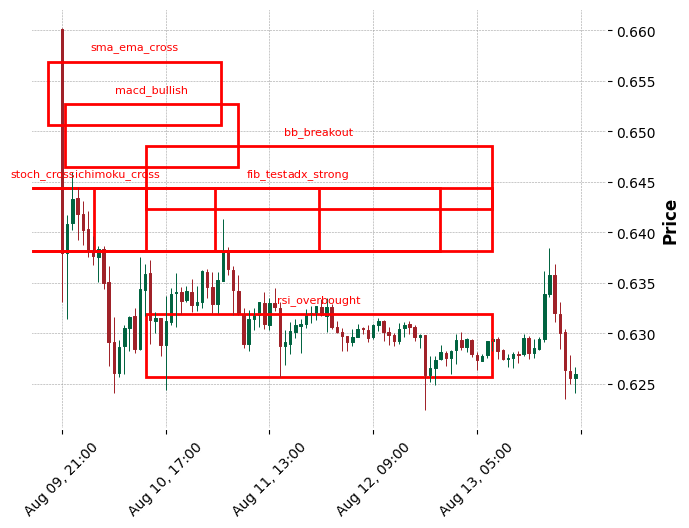 sma_ema_cross
macd_bullish
bb_breakout
stoch_crossichimoku_cross
fib_testadx_strong
rsi_overbought
0.660
0.655
0.650
0.645
0.640
0.635
0.630
0.625
Price
Aug 09, 21:00
Aug 10, 17:00
Aug 11, 13:00
Aug 12, 09:00
Aug 13, 05:00